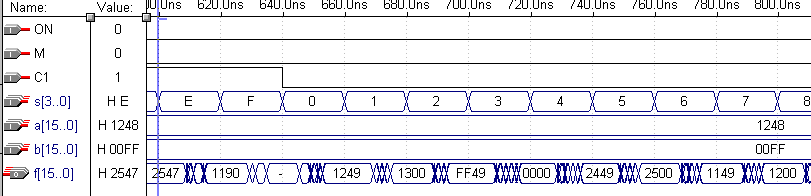 Name: Value: 00.0ns 620.0ns 640.0ns 660.0ns 680.0ns 700.0ns 720.0ns 740.0ns 760.0ns 780.0ns 800.0ns
ON 0
M 0
C1 1
s[3..0] H E E F 0 1 2 3 4 5 6 7 8
a[15..0] H 1248 1248
b[15..0] H 00FF 00FF
f[15..0] H 2547 2547 1190 - 1249 1300 FF49 0000 2449 2500 1149 1200